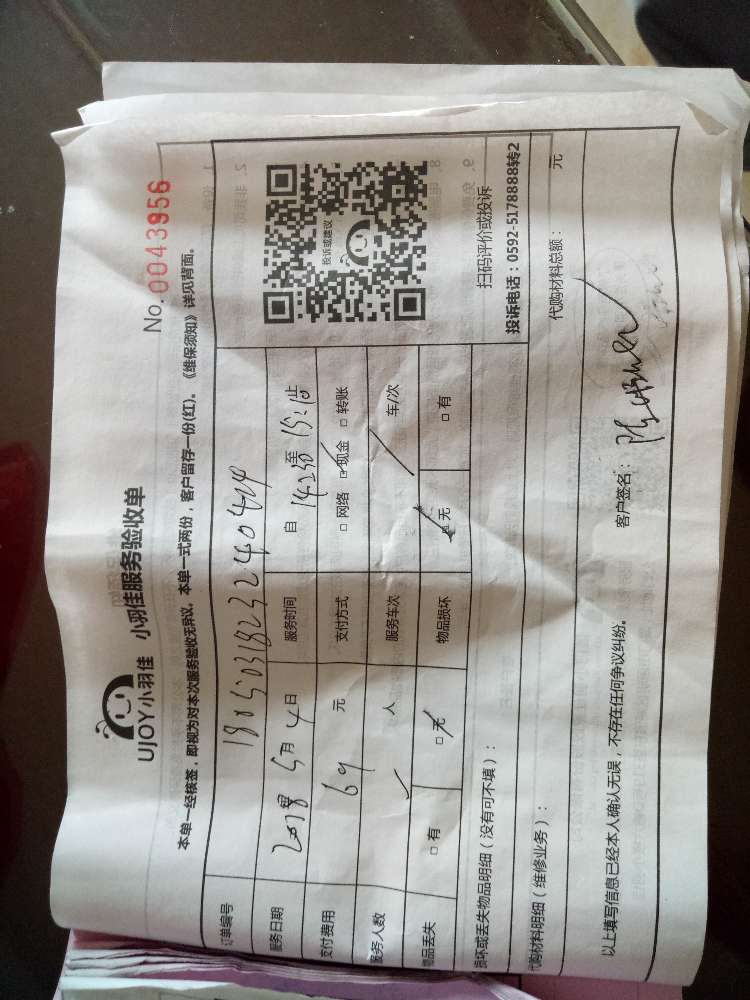 UJOY小羽佳 小羽佳服务验收单
No.0043956
本单一经核签，即视为对本次服务验收无异议。本单一式两份，客户留存一份(红)。《维保须知》详见背面。
订单编号
服务日期 2018年 5月 4日 服务时间 自 14:30 至 15:10 止
支付费用 69 元 支付方式 □ 网络 □ 现金 □ 转账
服务人数 人 服务车次 车/次
物品丢失 □ 有 □ 无 物品损坏 □ 无 □ 有
投诉或建议
扫码评价或投诉
投诉电话：0592-5178888转2
损坏或丢失物品明细（没有可不填）：
代购材料明细（维修业务）： 代购材料总额： 元
以上填写信息已经本人确认无误，不存在任何争议纠纷。 客户签名：